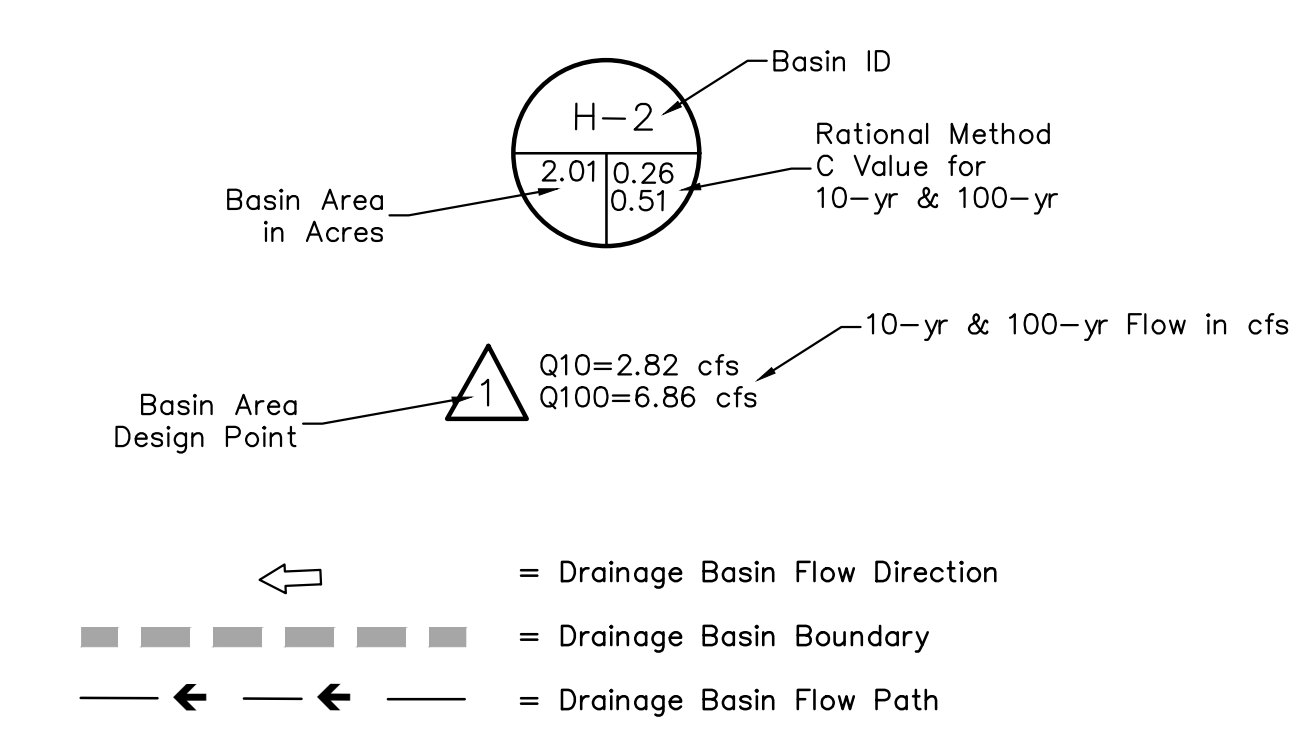 Basin ID
H-2
Rational Method
C Value for
10-yr & 100-yr
2.01 0.26
0.51
Basin Area
in Acres
10-yr & 100-yr Flow in cfs
Q10=2.82 cfs
Q100=6.86 cfs
1
Basin Area
Design Point
= Drainage Basin Flow Direction
= Drainage Basin Boundary
= Drainage Basin Flow Path